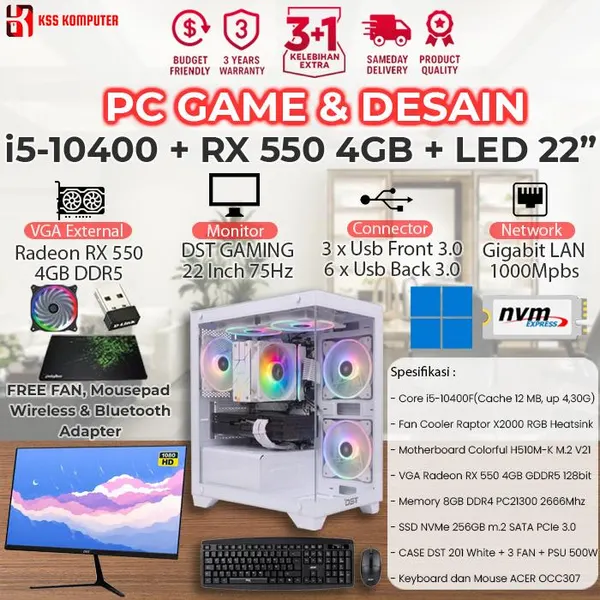 KSS KOMPUTER
BUDGET
FRIENDLY
3
3 YEARS
WARRANTY
3+1
KELEBIHAN
EXTRA
SAMEDAY
DELIVERY
PRODUCT
QUALITY
PC GAME & DESAIN
i5-10400 + RX 550 4GB + LED 22”
VGA External
Radeon RX 550
4GB DDR5
Monitor
DST GAMING
22 Inch 75Hz
Connector
3 x Usb Front 3.0
6 x Usb Back 3.0
Network
Gigabit LAN
1000Mpbs
nvm
EXPRESS
FREE FAN, Mousepad
Wireless & Bluetooth
Adapter
1080
HD
DST
Spesifikasi :
- Core i5-10400F(Cache 12 MB, up 4,30G)
- Fan Cooler Raptor X2000 RGB Heatsink
- Motherboard Colorful H510M-K M.2 V21
- VGA Radeon RX 550 4GB GDDR5 128bit
- Memory 8GB DDR4 PC21300 2666Mhz
- SSD NVMe 256GB m.2 SATA PCIe 3.0
- CASE DST 201 White + 3 FAN + PSU 500W
- Keyboard dan Mouse ACER OCC307